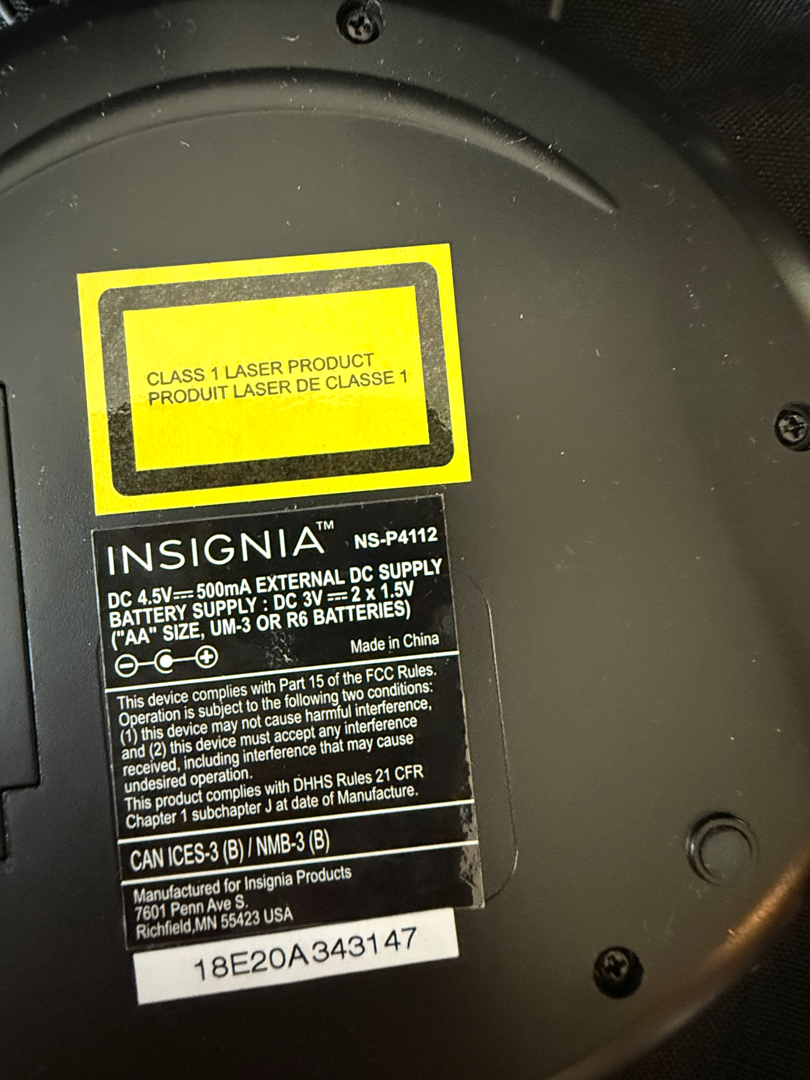 CLASS 1 LASER PRODUCT
PRODUIT LASER DE CLASSE 1
INSIGNIA™ NS-P4112
DC 4.5V⎓500mA EXTERNAL DC SUPPLY
BATTERY SUPPLY : DC 3V⎓2 x 1.5V
("AA" SIZE, UM-3 OR R6 BATTERIES)
Made in China
This device complies with Part 15 of the FCC Rules.
Operation is subject to the following two conditions:
(1) this device may not cause harmful interference,
and (2) this device must accept any interference
received, including interference that may cause
undesired operation.
This product complies with DHHS Rules 21 CFR
Chapter 1 subchapter J at date of Manufacture.
CAN ICES-3 (B) / NMB-3 (B)
Manufactured for Insignia Products
7601 Penn Ave S.
Richfield,MN 55423 USA
18E20A343147